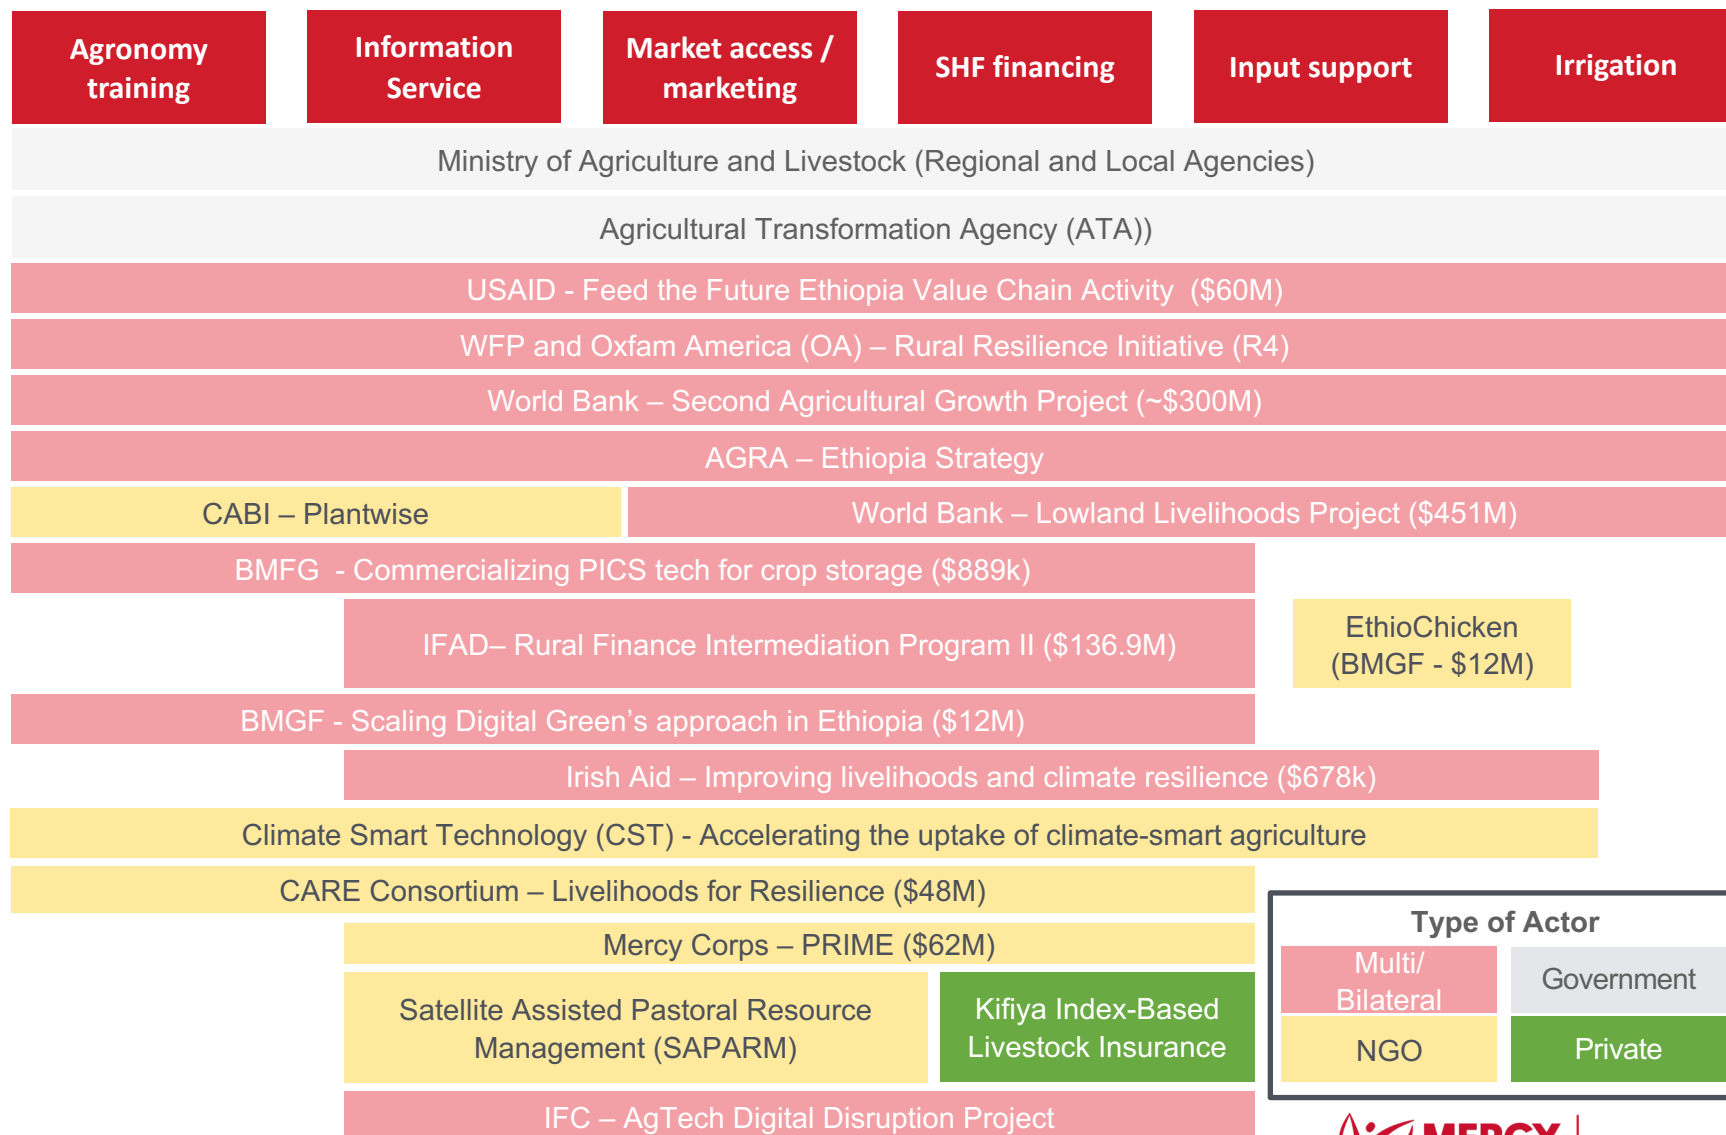 Agronomy
training
Information
Service
Market access /
marketing
SHF financing
Input support
Irrigation
Ministry of Agriculture and Livestock (Regional and Local Agencies)
Agricultural Transformation Agency (ATA))
USAID - Feed the Future Ethiopia Value Chain Activity ($60M)
WFP and Oxfam America (OA) – Rural Resilience Initiative (R4)
World Bank – Second Agricultural Growth Project (~$300M)
AGRA – Ethiopia Strategy
CABI – Plantwise
World Bank – Lowland Livelihoods Project ($451M)
BMFG - Commercializing PICS tech for crop storage ($889k)
IFAD– Rural Finance Intermediation Program II ($136.9M)
EthioChicken
(BMGF - $12M)
BMGF - Scaling Digital Green’s approach in Ethiopia ($12M)
Irish Aid – Improving livelihoods and climate resilience ($678k)
Climate Smart Technology (CST) - Accelerating the uptake of climate-smart agriculture
CARE Consortium – Livelihoods for Resilience ($48M)
Mercy Corps – PRIME ($62M)
Satellite Assisted Pastoral Resource
Management (SAPARM)
Kifiya Index-Based
Livestock Insurance
IFC – AgTech Digital Disruption Project
Type of Actor
Multi/
Bilateral
Government
NGO
Private
MERCY